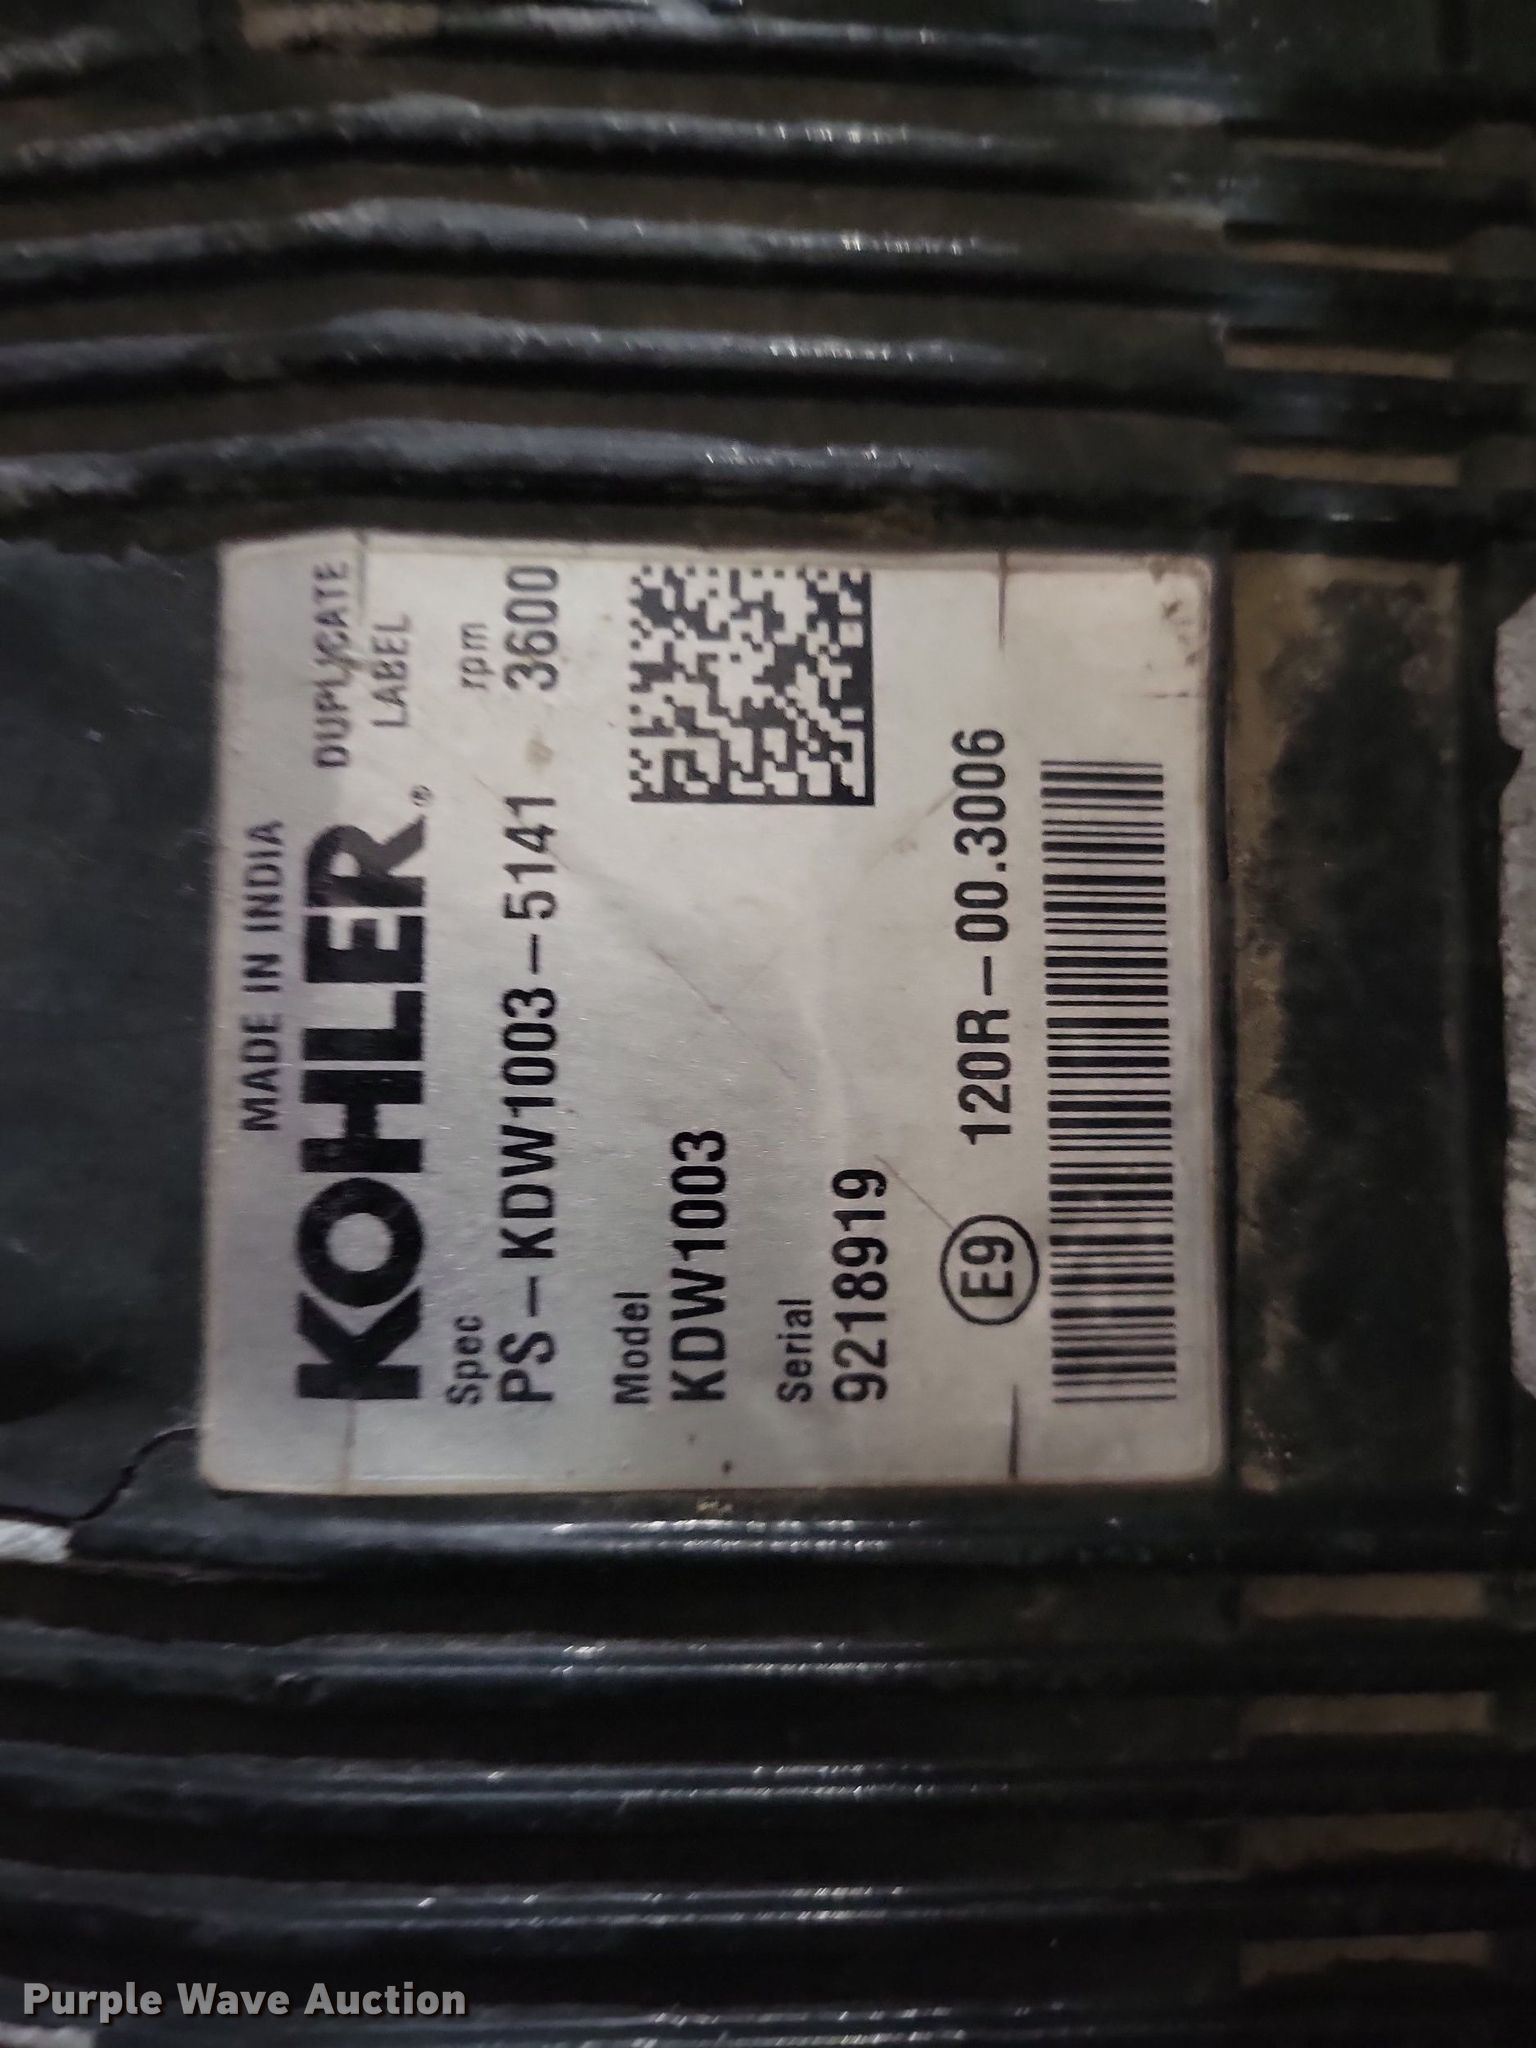 MADE IN INDIA
KOHLER®
DUPLICATE
LABEL
Spec
rpm
PS-KDW1003-5141
3600
Model
KDW1003
Serial
9218919
E9
120R-00.3006
Purple Wave Auction